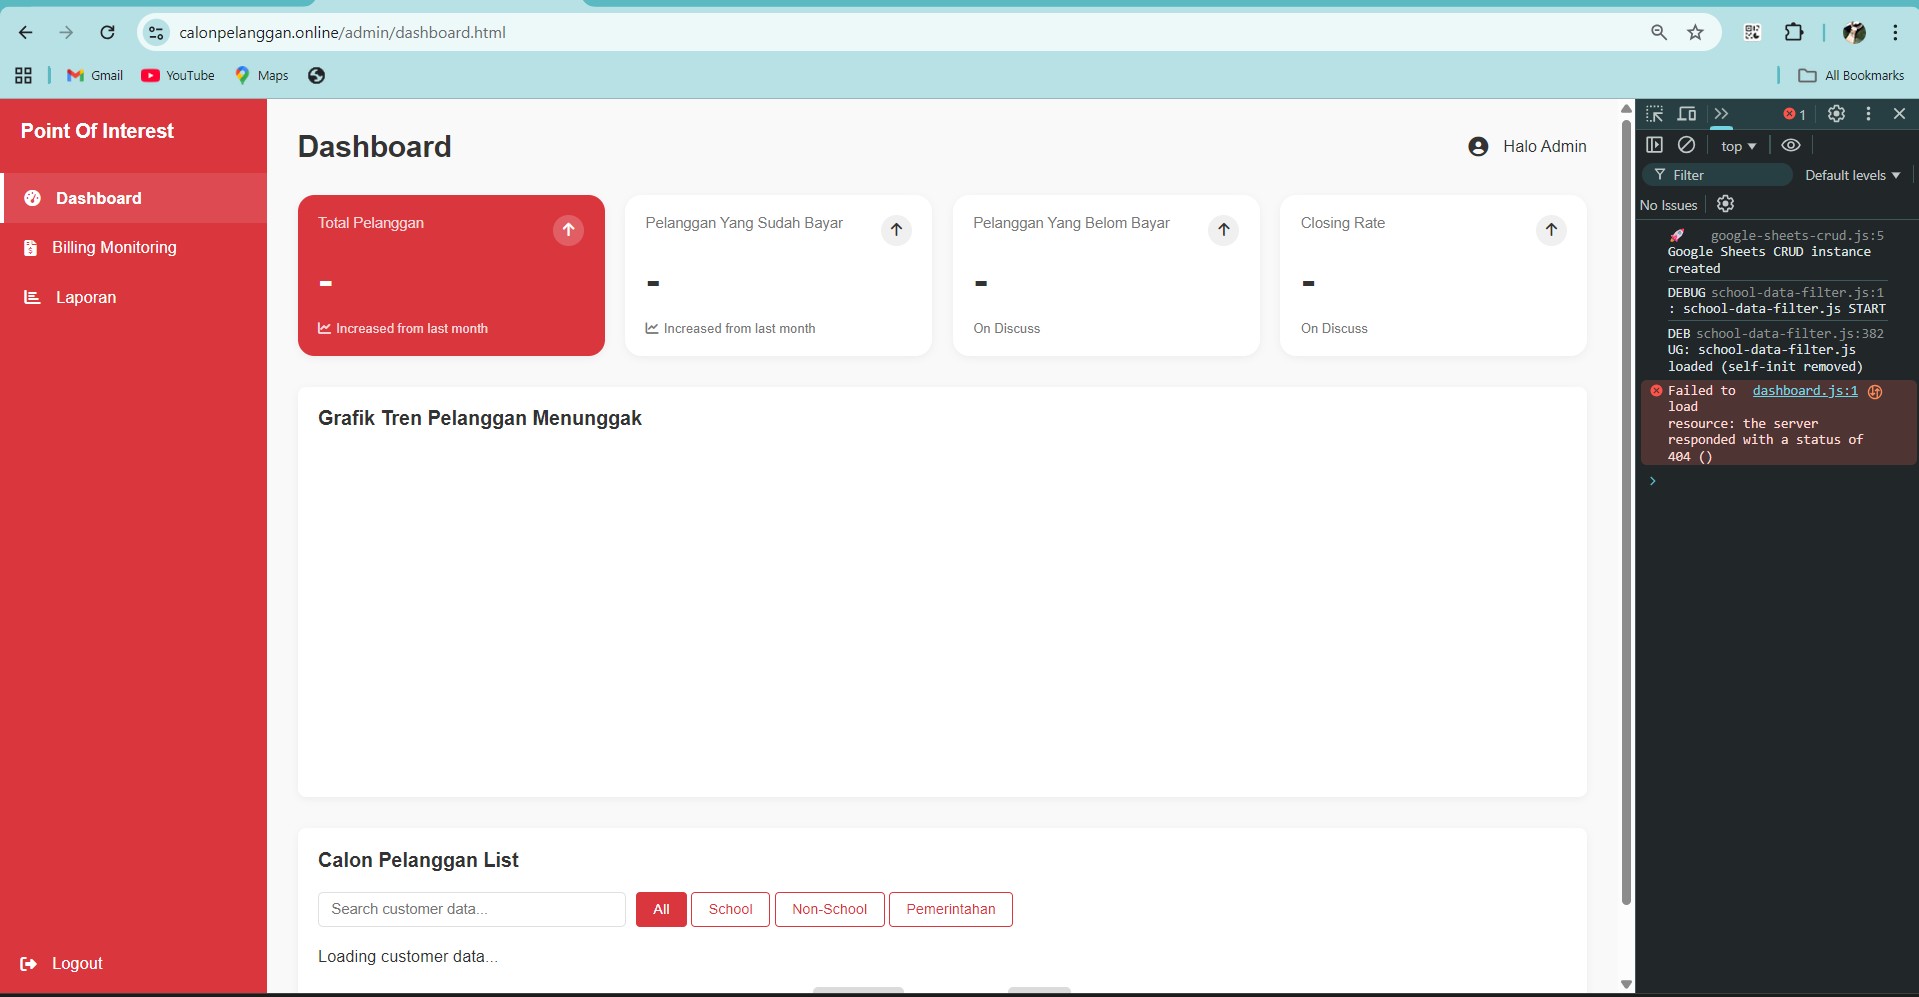 calonpelanggan.online/admin/dashboard.html
Gmail YouTube Maps All Bookmarks
Point Of Interest
Dashboard
Billing Monitoring
Laporan
Logout
Dashboard
Halo Admin
Total Pelanggan
-
Increased from last month
Pelanggan Yang Sudah Bayar
-
Increased from last month
Pelanggan Yang Belom Bayar
-
On Discuss
Closing Rate
-
On Discuss
Grafik Tren Pelanggan Menunggak
Calon Pelanggan List
Search customer data...
All School Non-School Pemerintahan
Loading customer data...
1
top
Filter Default levels
No Issues
google-sheets-crud.js:5
Google Sheets CRUD instance
created
DEBUG school-data-filter.js:1
: school-data-filter.js START
DEB school-data-filter.js:382
UG: school-data-filter.js
loaded (self-init removed)
Failed to dashboard.js:1
load
resource: the server
responded with a status of
404 ()